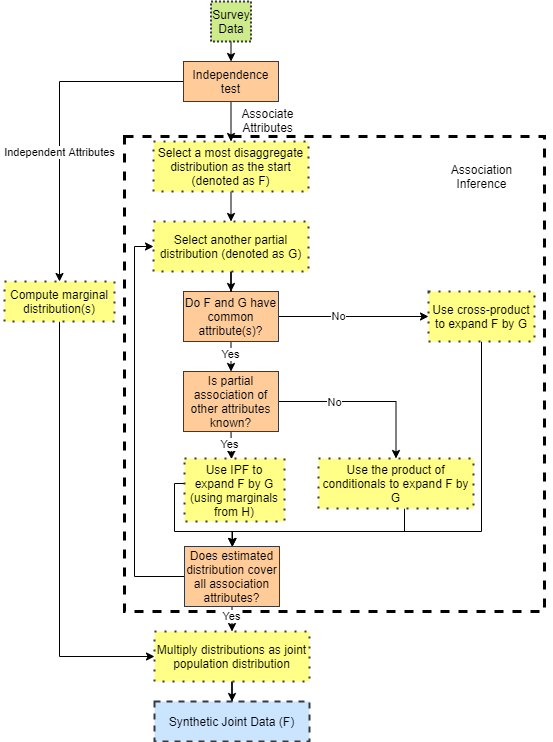 Survey
Data
Independence
test
Associate
Attributes
Independent Attributes
Select a most disaggregate
distribution as the start
(denoted as F)
Association
Inference
Select another partial
distribution (denoted as G)
Compute marginal
distribution(s)
Do F and G have
common
attribute(s)?
No
Use cross-product
to expand F by G
Yes
Is partial
association of
other attributes
known?
No
Yes
Use IPF to
expand F by G
(using marginals
from H)
Use the product of
conditionals to expand F by
G
Does estimated
distribution cover
all association
attributes?
Yes
Multiply distributions as joint
population distribution
Synthetic Joint Data (F)